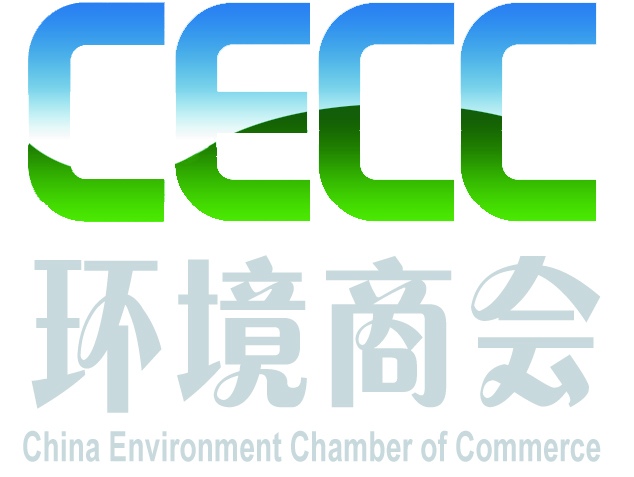 CECC
环境商会
China Environment Chamber of Commerce